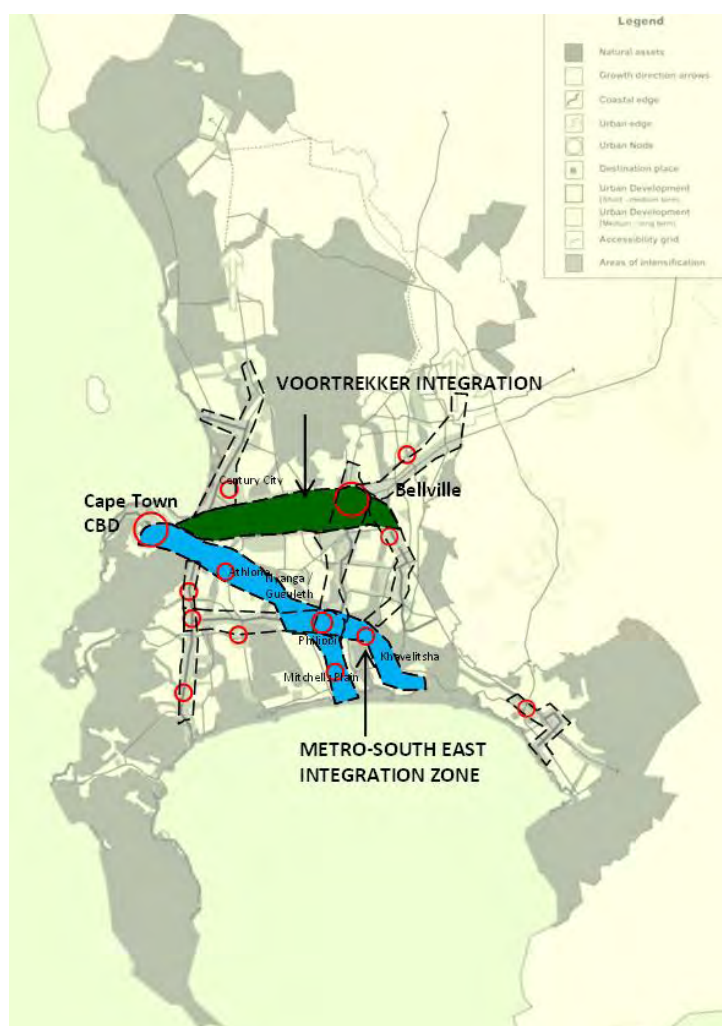 Legend
Natural assets
Growth direction arrows
Coastal edge
Urban edge
Urban Node
Destination place
Urban Development
(Short - medium term)
Urban Development
(Medium - long term)
Accessibility grid
Areas of intensification
VOORTREKKER INTEGRATION
Century City
Bellville
Cape Town
CBD
Athlone
Nyanga
Guguleth
Philippi
Khayelitsha
Mitchells Plain
METRO-SOUTH EAST
INTEGRATION ZONE